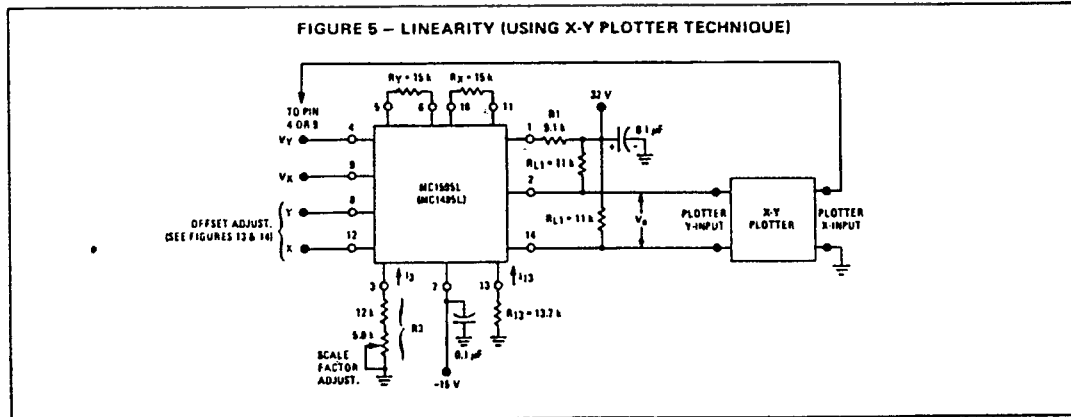 FIGURE 5 – LINEARITY (USING X-Y PLOTTER TECHNIQUE)
RY = 15 k
RX = 15 k
32 V
TO PIN
4 OR 9
5
6
10
11
R1
9.1 k
0.1 µF
+
-
VY
4
1
RL1 = 11 k
VX
9
MC1595L
(MC1495L)
2
OFFSET ADJUST.
(SEE FIGURES 13 & 14)
Y
8
X
12
RL1 = 11 k
Vo
PLOTTER
Y-INPUT
X-Y
PLOTTER
PLOTTER
X-INPUT
14
3
I3
7
13
I13
12 k
R3
5.0 k
0.1 µF
R13 = 13.7 k
SCALE
FACTOR
ADJUST.
-15 V